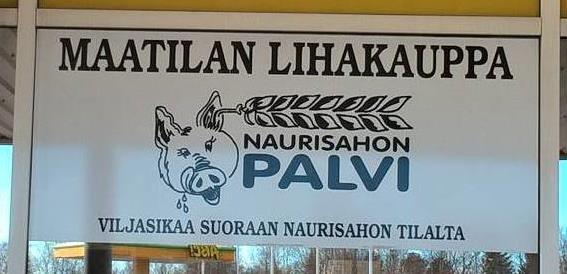 MAATILAN LIHAKAUPPA
NAURISAHON
PALVI
VILJASIKAA SUORAAN NAURISAHON TILALTA